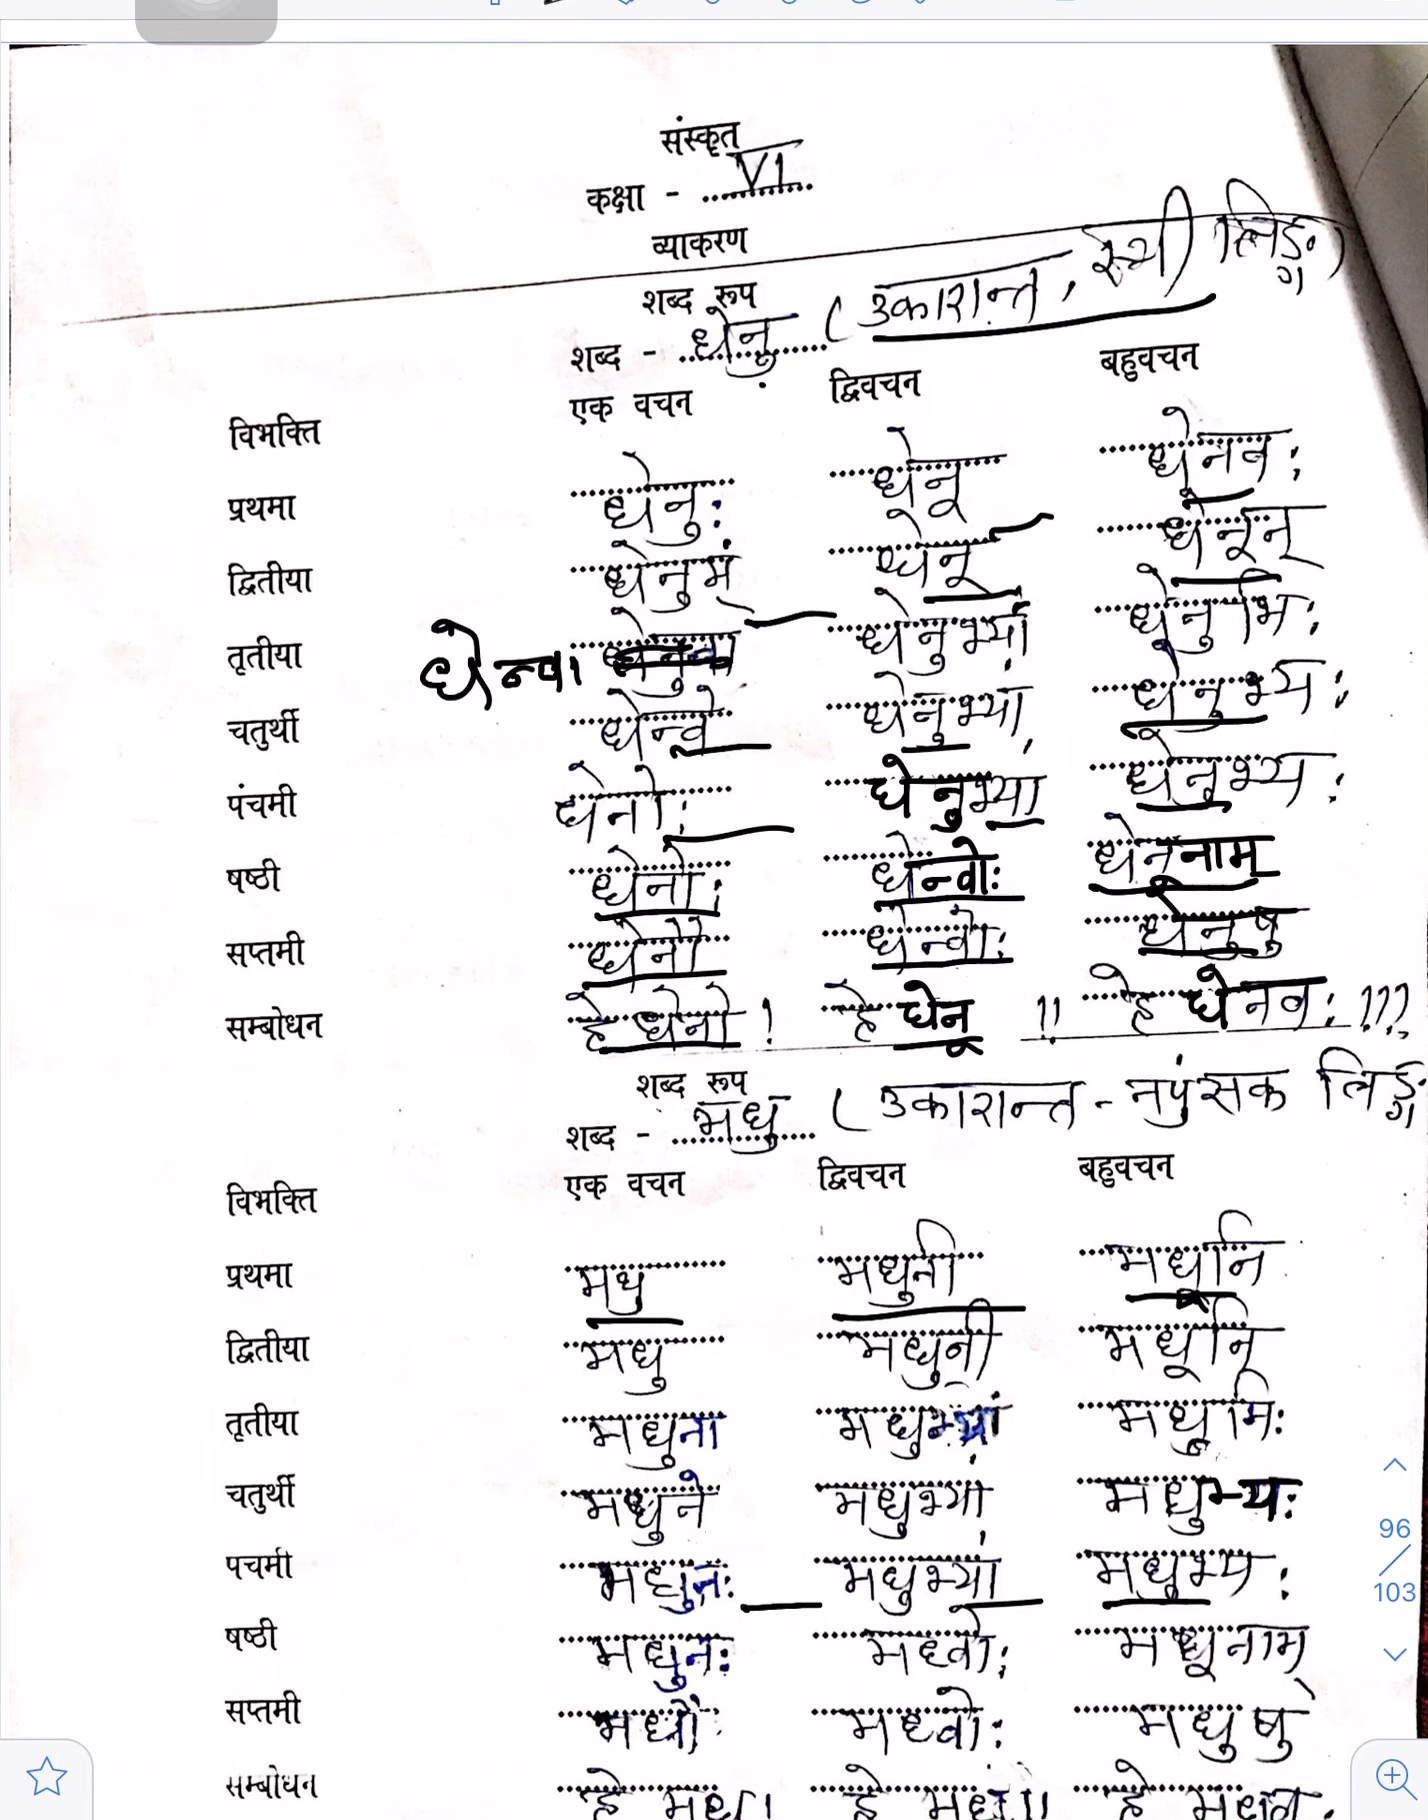 संस्कृत
कक्षा - VI
व्याकरण
शब्द रूप
शब्द - धेनु (उकारान्त, स्त्री लिङ्ग)
विभक्ति एक वचन द्विवचन बहुवचन
प्रथमा धेनुः धेनू धेनवः
द्वितीया धेनुम् धेनू धेनून्
तृतीया धेन्वा धेनुभ्यां धेनुभिः
चतुर्थी धेन्वे धेनुभ्यां धेनुभ्यः
पंचमी धेनोः धेनुभ्यां धेनुभ्यः
षष्ठी धेनोः धेन्वोः धेनूनाम्
सप्तमी धेनौ धेन्वोः धेनुषु
सम्बोधन हे धेनो! हे धेनू !! हे धेनवः !!!
शब्द रूप
शब्द - मधु (उकारान्त - नपुंसक लिङ्ग
विभक्ति एक वचन द्विवचन बहुवचन
प्रथमा मधु मधुनी मधूनि
द्वितीया मधु मधुनी मधूनि
तृतीया मधुना मधुभ्यां मधुभिः
चतुर्थी मधुने मधुभ्यां मधुभ्यः
पचमी मधुनः मधुभ्यां मधुभ्यः
षष्ठी मधुनः मध्वोः मधूनाम्
सप्तमी मधौ मध्वोः मधुषु
सम्बोधन हे हे हे
96
103